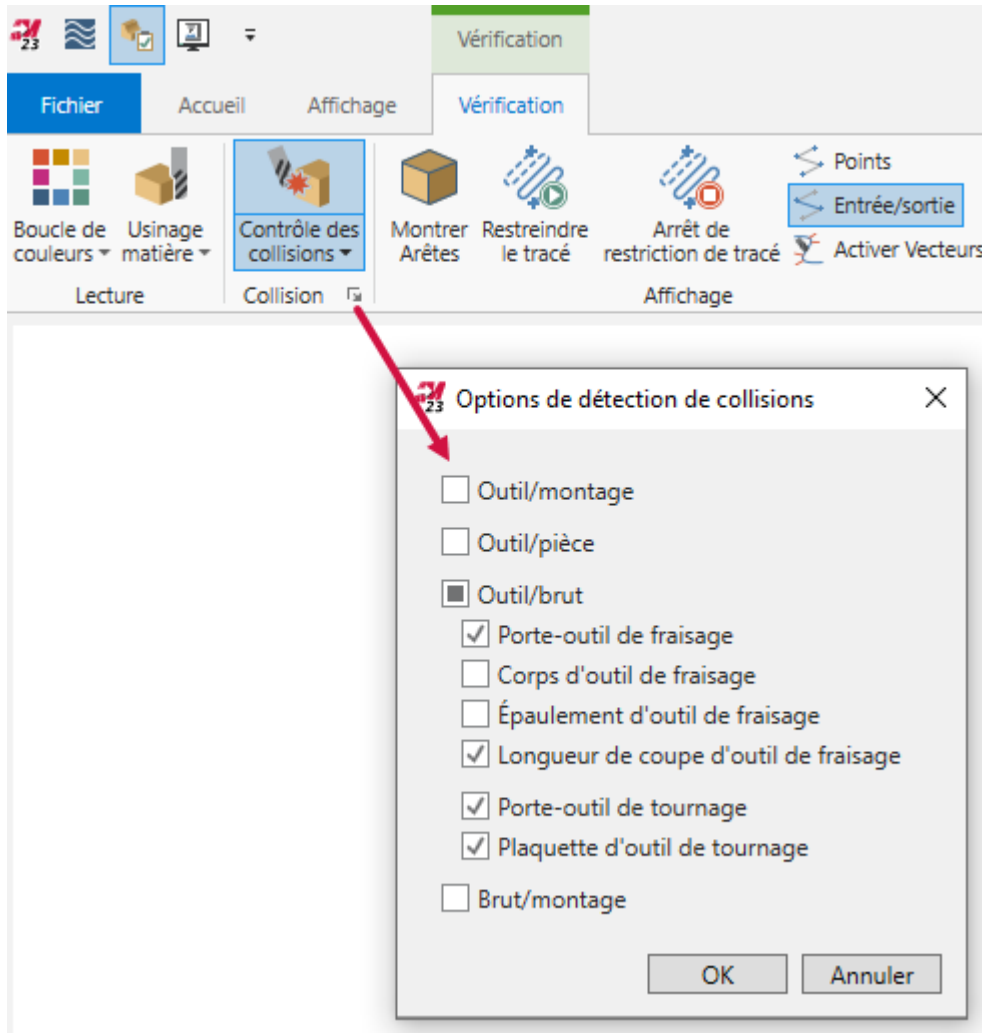 23
Vérification
Fichier Accueil Affichage Vérification
Boucle de couleurs
Usinage matière
Contrôle des collisions
Montrer Arêtes
Restreindre le tracé
Arrêt de restriction de tracé
Points
Entrée/sortie
Activer Vecteurs
Lecture Collision Affichage
23 Options de détection de collisions
Outil/montage
Outil/pièce
Outil/brut
Porte-outil de fraisage
Corps d'outil de fraisage
Épaulement d'outil de fraisage
Longueur de coupe d'outil de fraisage
Porte-outil de tournage
Plaquette d'outil de tournage
Brut/montage
OK Annuler